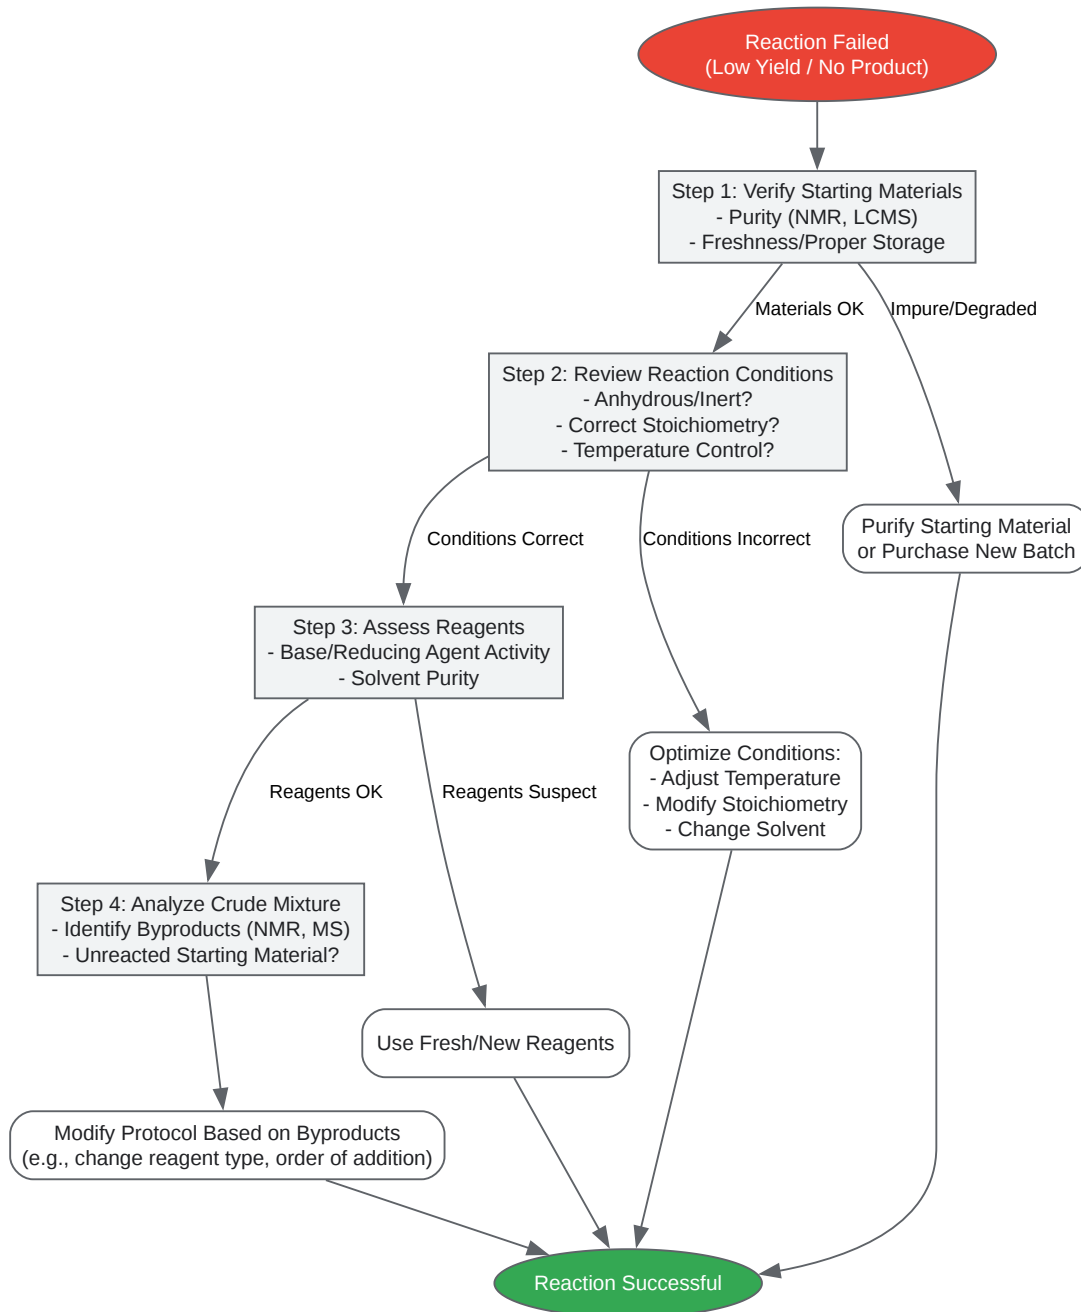 Reaction Failed
(Low Yield / No Product)
Step 1: Verify Starting Materials
- Purity (NMR, LCMS)
- Freshness/Proper Storage
Materials OK
Impure/Degraded
Step 2: Review Reaction Conditions
- Anhydrous/Inert?
- Correct Stoichiometry?
- Temperature Control?
Purify Starting Material
or Purchase New Batch
Conditions Correct
Conditions Incorrect
Step 3: Assess Reagents
- Base/Reducing Agent Activity
- Solvent Purity
Optimize Conditions:
- Adjust Temperature
- Modify Stoichiometry
- Change Solvent
Reagents OK
Reagents Suspect
Step 4: Analyze Crude Mixture
- Identify Byproducts (NMR, MS)
- Unreacted Starting Material?
Use Fresh/New Reagents
Modify Protocol Based on Byproducts
(e.g., change reagent type, order of addition)
Reaction Successful